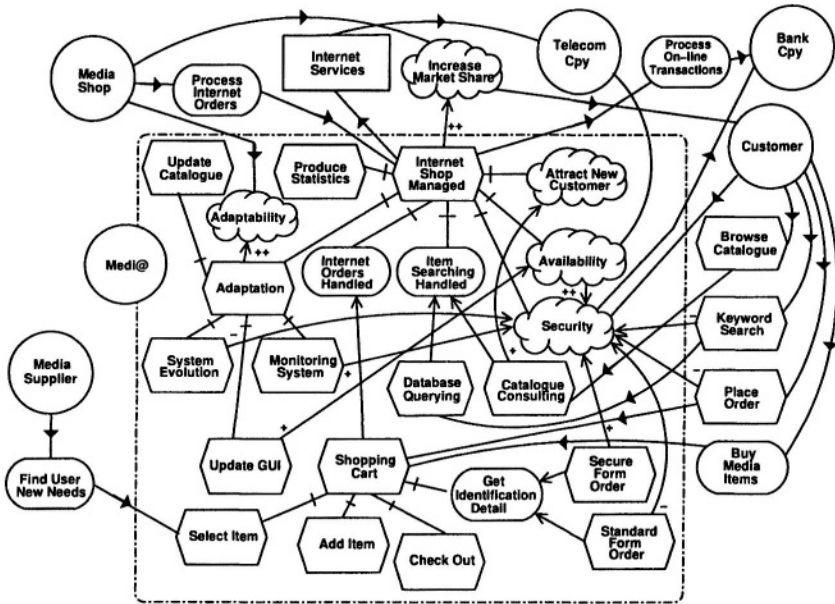 Media
Shop
Process
Internet
Orders
Internet
Services
Increase
Market Share
Telecom
Cpy
Process
On-line
Transactions
Bank
Cpy
++
Customer
Update
Catalogue
Produce
Statistics
Internet
Shop
Managed
Attract New
Customer
Adaptability
++
Medi@
Adaptation
Internet
Orders
Handled
Item
Searching
Handled
Availability
++
Browse
Catalogue
Security
-
Keyword
Search
-
System
Evolution
Monitoring
System
+
+
Database
Querying
Catalogue
Consulting
-
Place
Order
Media
Supplier
+
Update GUI
Shopping
Cart
+
Secure
Form
Order
Buy
Media
Items
Find User
New Needs
Get
Identification
Detail
-
Select Item
Add Item
Check Out
Standard
Form
Order